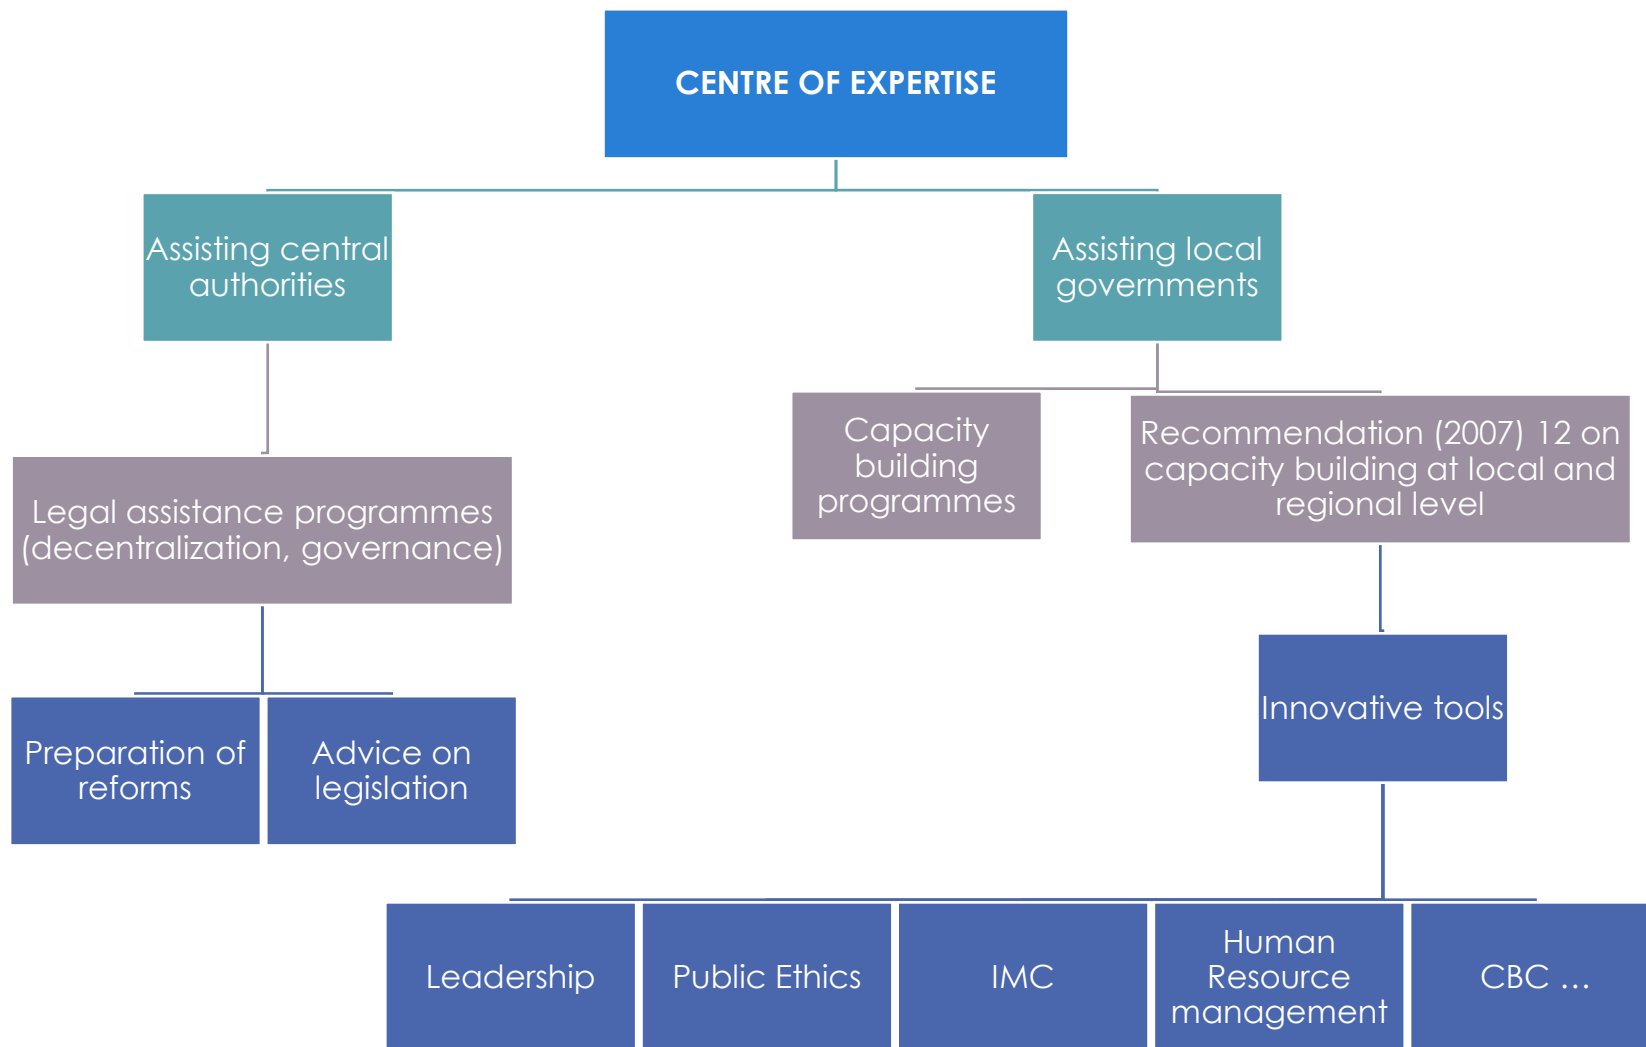 CENTRE OF EXPERTISE
Assisting central
authorities
Assisting local
governments
Capacity
building
programmes
Recommendation (2007) 12 on
capacity building at local and
regional level
Legal assistance programmes
(decentralization, governance)
Innovative tools
Preparation of
reforms
Advice on
legislation
Leadership
Public Ethics
IMC
Human
Resource
management
CBC …